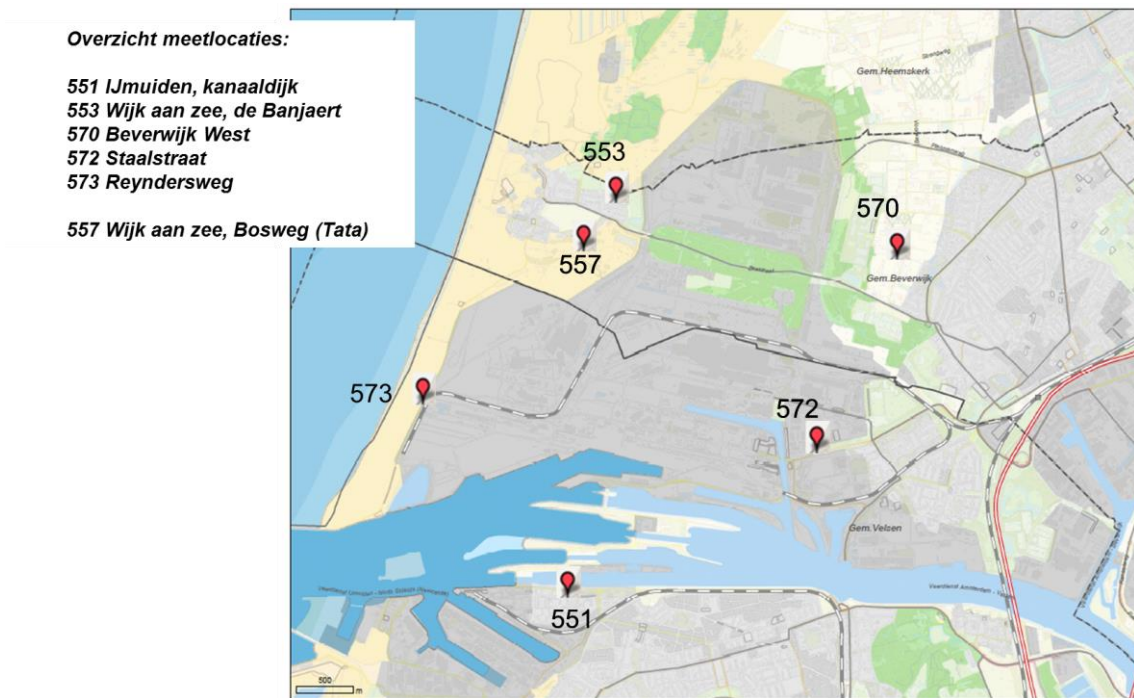 Overzicht meetlocaties:
551 IJmuiden, kanaaldijk
553 Wijk aan zee, de Banjaert
570 Beverwijk West
572 Staalstraat
573 Reyndersweg
557 Wijk aan zee, Bosweg (Tata)
Gem.Heemskerk
553
570
557
Gem.Beverwijk
573
572
Gem.Velsen
551
500
m